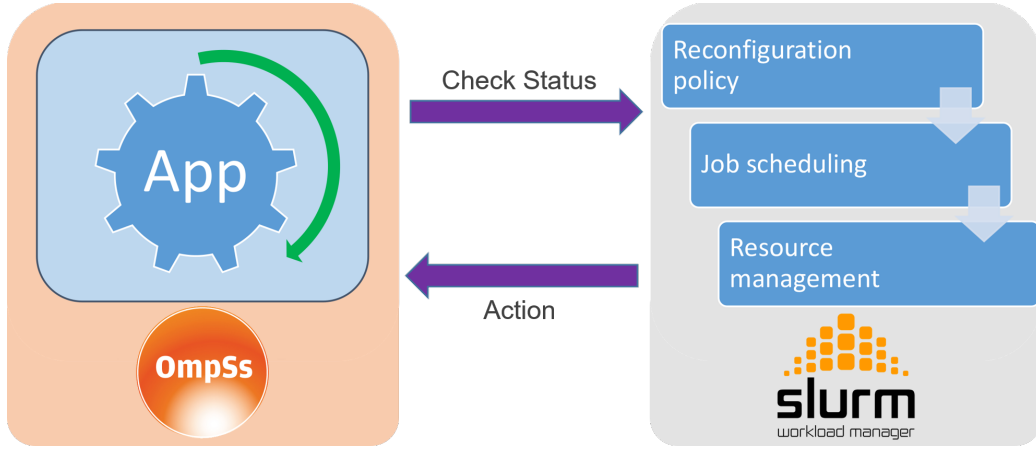 App
OmpSs
Check Status
Action
Reconfiguration
policy
Job scheduling
Resource
management
slurm
workload manager